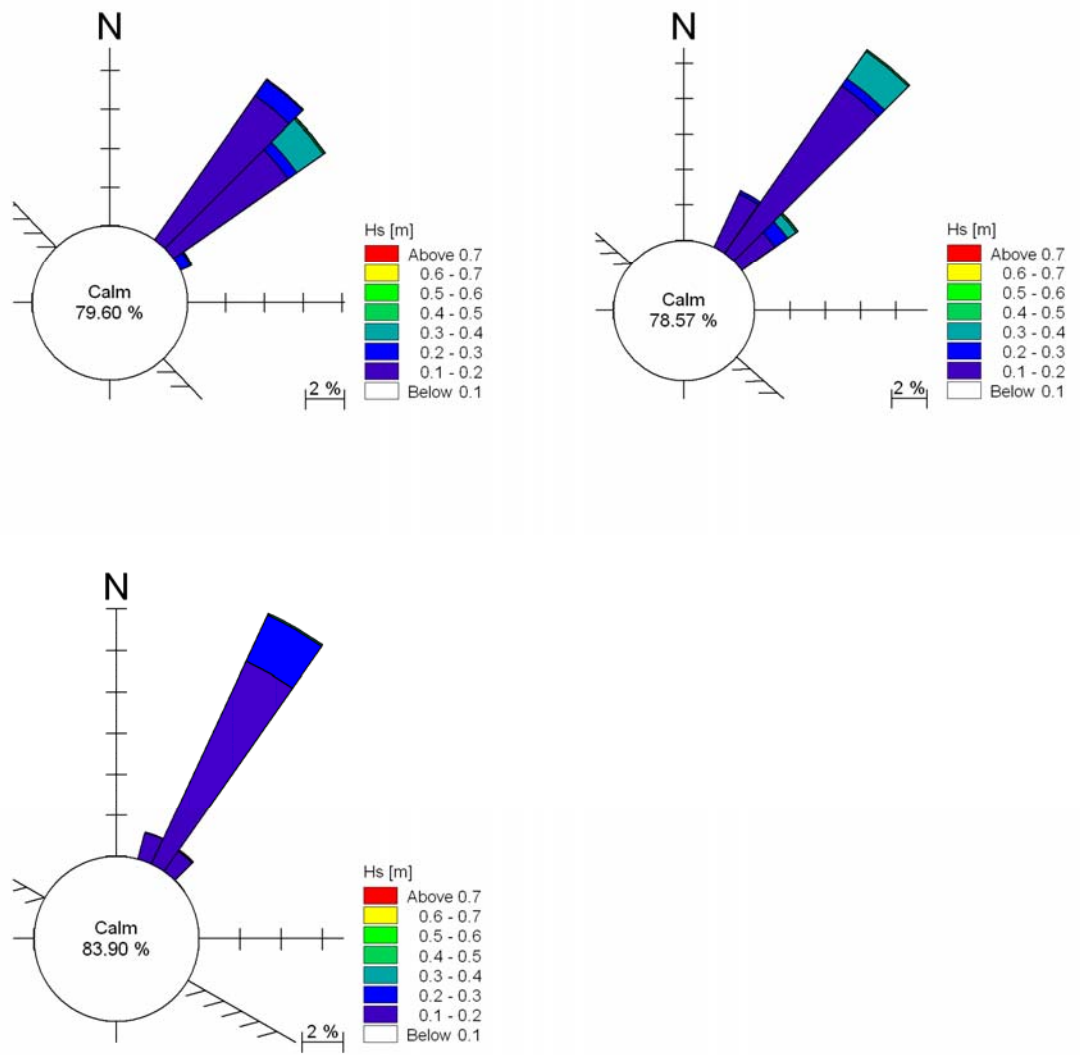 N
Calm
79.60 %
Hs [m]
Above 0.7
0.6 - 0.7
0.5 - 0.6
0.4 - 0.5
0.3 - 0.4
0.2 - 0.3
0.1 - 0.2
Below 0.1
2 %
N
Calm
78.57 %
Hs [m]
Above 0.7
0.6 - 0.7
0.5 - 0.6
0.4 - 0.5
0.3 - 0.4
0.2 - 0.3
0.1 - 0.2
Below 0.1
2 %
N
Calm
83.90 %
Hs [m]
Above 0.7
0.6 - 0.7
0.5 - 0.6
0.4 - 0.5
0.3 - 0.4
0.2 - 0.3
0.1 - 0.2
Below 0.1
2 %